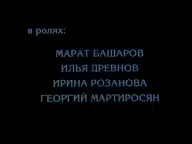 в ролях:
МАРАТ БАШАРОВ
ИЛЬЯ ДРЕВНОВ
ИРИНА РОЗАНОВА
ГЕОРГИЙ МАРТИРОСЯН